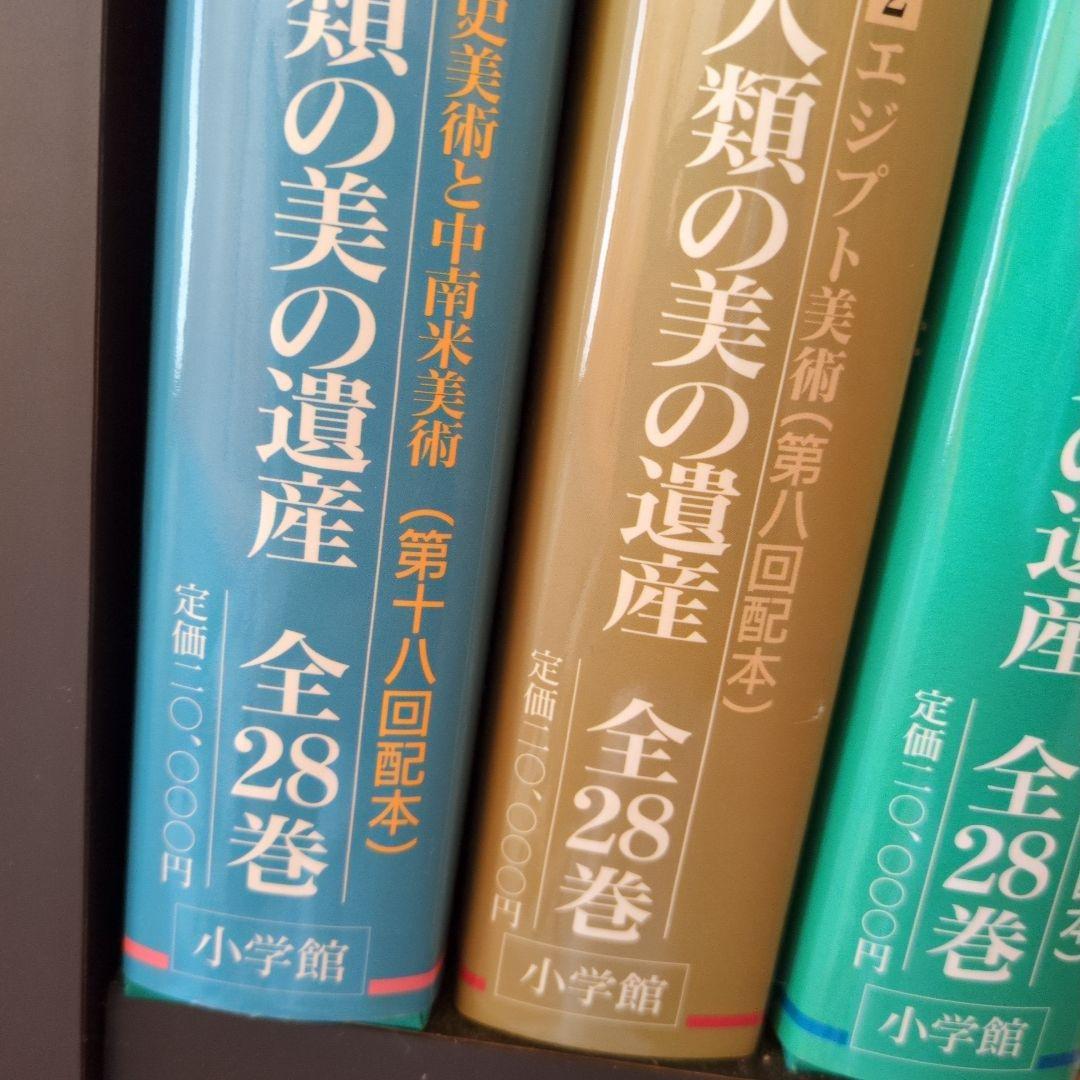 史美術と中南米美術（第十八回配本）
類の美の遺産 全28巻
定価二〇、〇〇〇円
小学館
2 エジプト美術（第八回配本）
人類の美の遺産 全28巻
定価二〇、〇〇〇円
小学館
の遺産 全28巻
定価二〇、〇〇〇円
小学館